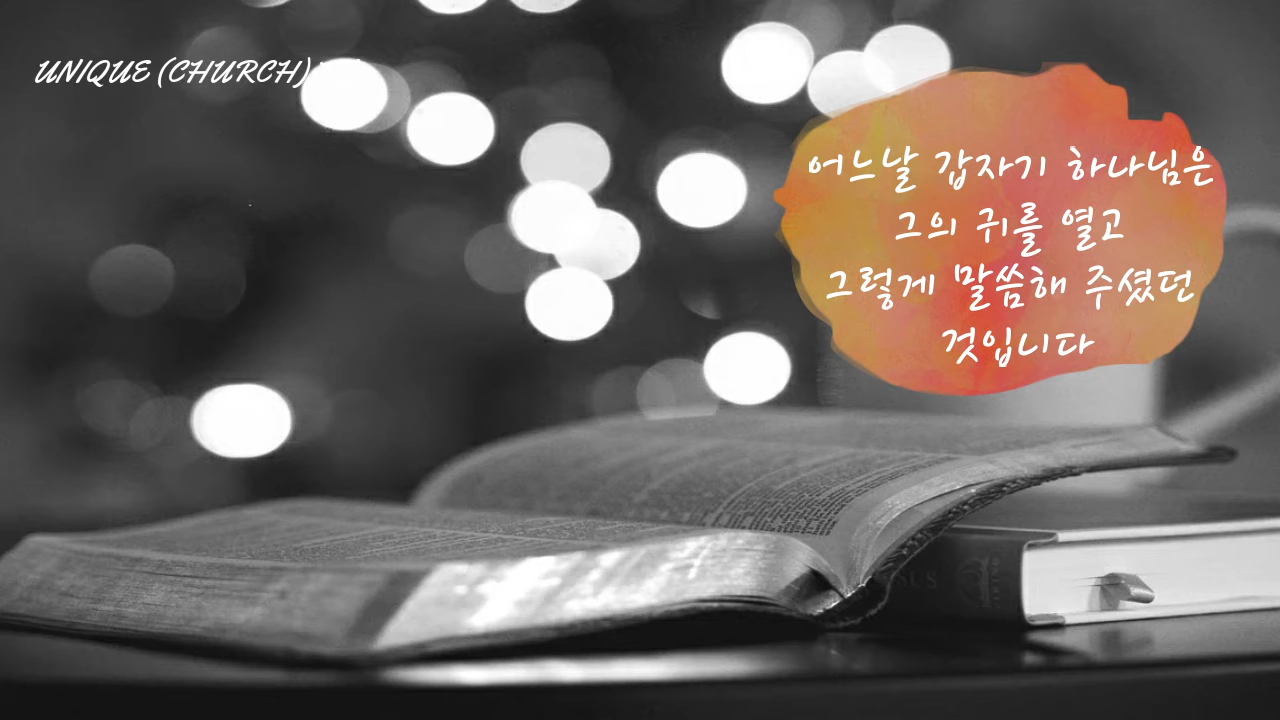 UNIQUE (CHURCH)
어느날 갑자기 하나님은
그의 귀를 열고
그렇게 말씀해 주셨던
것입니다